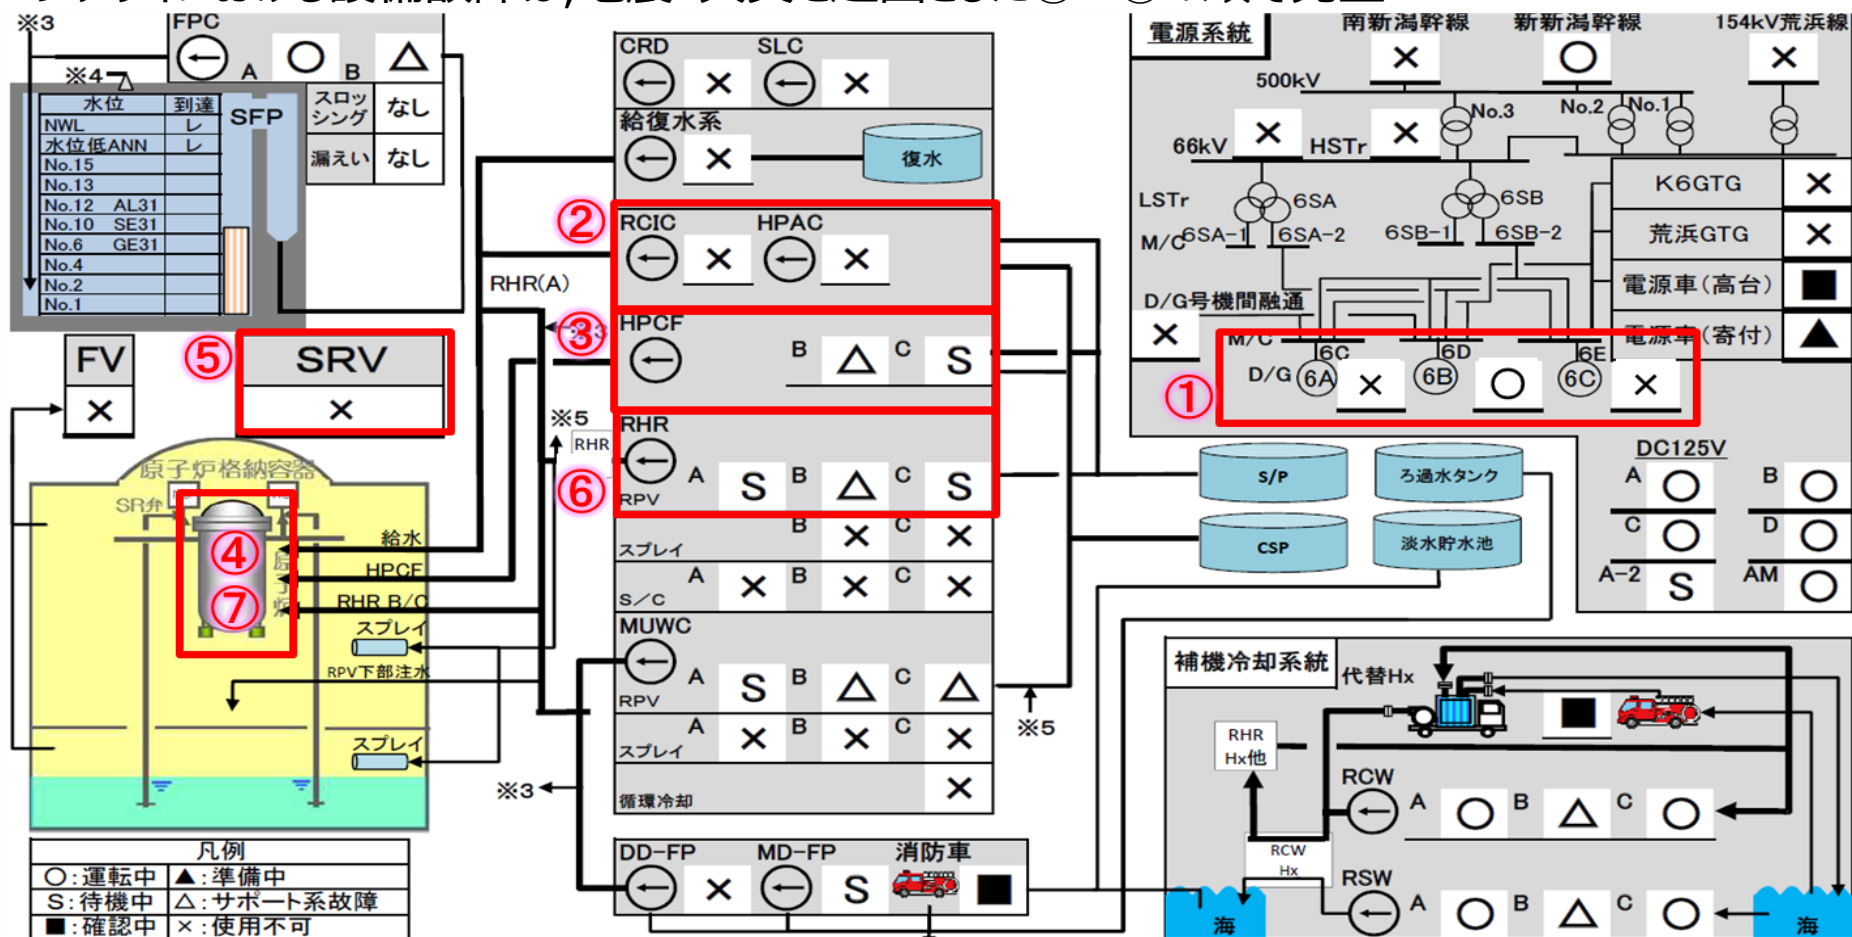 ※3
FPC
A ○ B △
※4
水位 到達
NWL レ
水位低ANN レ
No.15
No.13
No.12 AL31
No.10 SE31
No.6 GE31
No.4
No.2
No.1
SFP
スロッ
シング なし
漏えい なし
FV
×
⑤
SRV
×
原子炉格納容器
SR弁
④
⑦
原子炉
給水
HPCF
RHR B/C
スプレイ
RPV下部注水
スプレイ
凡例
○:運転中 ▲:準備中
S:待機中 △:サポート系故障
■:確認中 ×:使用不可
RHR(A)
※3
※5
RHR
※3
CRD × SLC ×
給復水系
× 復水
②
RCIC × HPAC ×
③
HPCF
B △ C S
⑥
RHR
RPV A S B △ C S
スプレイ B × C ×
S/C A × B × C ×
MUWC
RPV A S B △ C △
スプレイ A × B × C ×
循環冷却 ×
※5
DD-FP × MD-FP S 消防車 ■
電源系統
南新潟幹線 新新潟幹線 154kV荒浜線
× ○ ×
500kV
No.3 No.2 No.1
66kV × HSTr ×
LSTr 6SA 6SB
M/C 6SA-1 6SA-2 6SB-1 6SB-2
K6GTG ×
荒浜GTG ×
電源車(高台) ■
電源車(寄付) ▲
D/G号機間融通
×
①
M/C 6C 6D 6E
D/G 6A × 6B ○ 6C ×
S/P ろ過水タンク
CSP 淡水貯水池
DC125V
A ○ B ○
C ○ D ○
A-2 S AM ○
補機冷却系統
代替Hx
■
RHR
Hx他
RCW
A ○ B △ C ○
RCW
Hx
RSW
A ○ B △ C ○
海 海